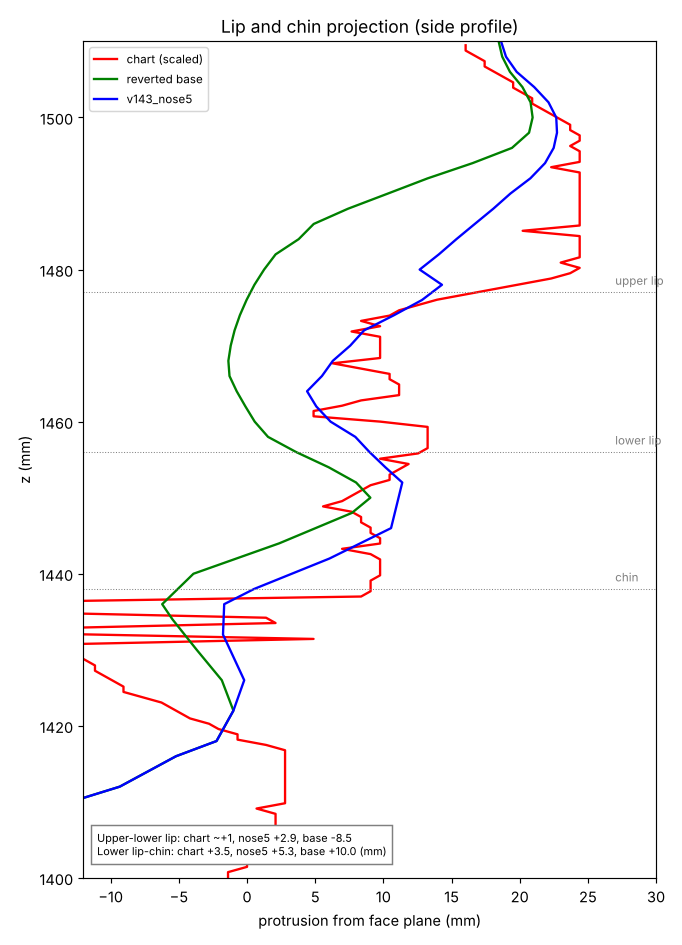 Lip and chin projection (side profile)
chart (scaled)
reverted base
v143_nose5
1500
1480
1460
1440
1420
1400
upper lip
lower lip
chin
z (mm)
Upper-lower lip: chart ~+1, nose5 +2.9, base -8.5
Lower lip-chin: chart +3.5, nose5 +5.3, base +10.0 (mm)
−10
−5
0
5
10
15
20
25
30
protrusion from face plane (mm)